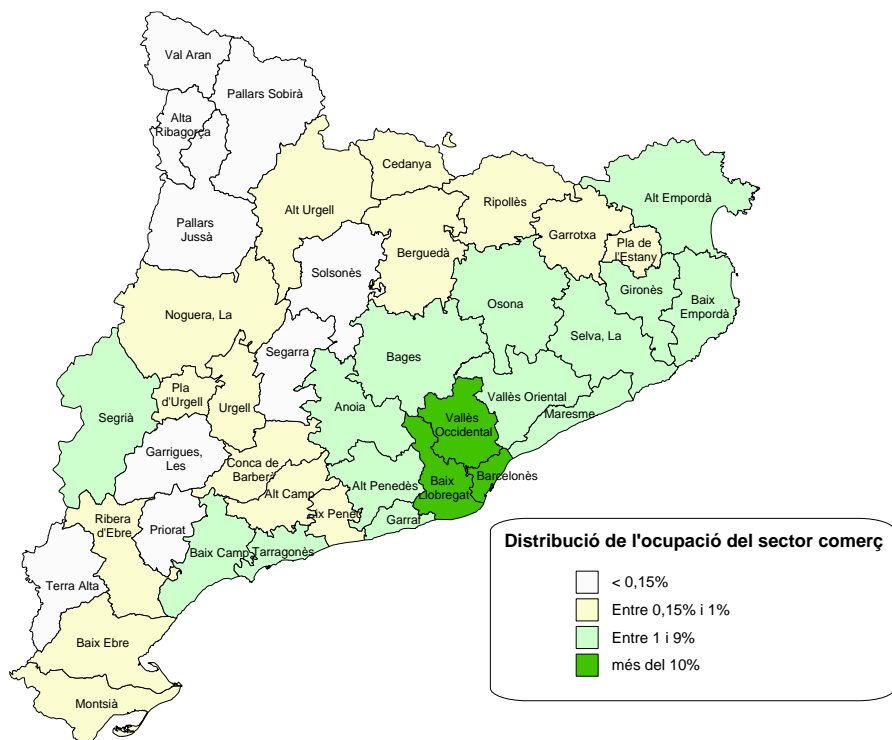 Val Aran
Pallars Sobirà
Alta
Ribagorça
Cedanya
Pallars
Jussà
Alt Urgell
Ripollès
Alt Empordà
Garrotxa
Pla de
l'Estany
Berguedà
Solsonès
Gironès
Baix
Empordà
Osona
Noguera, La
Selva, La
Segarra
Bages
Pla
d'Urgell
Urgell
Vallès Oriental
Anoia
Maresme
Segrià
Vallès
Occidental
Garrigues,
Les
Conca de
Barberà
Barcelonès
Alt Penedès
Baix
Llobregat
Alt Camp
ix Pened
Garraf
Ribera
d'Ebre
Priorat
Baix Camp
Tarragonès
Terra Alta
Baix Ebre
Montsià
Distribució de l'ocupació del sector comerç
< 0,15%
Entre 0,15% i 1%
Entre 1 i 9%
més del 10%